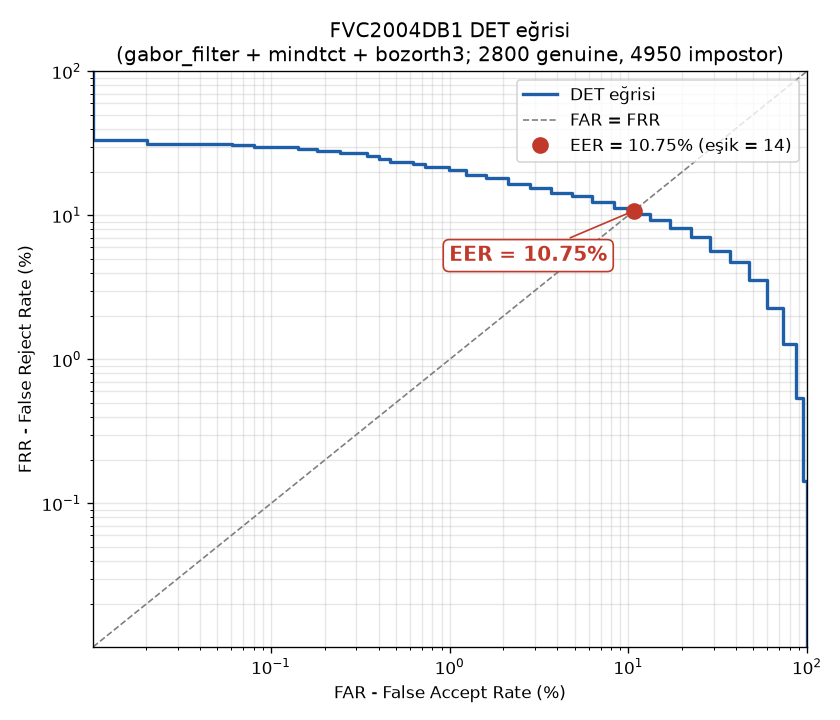 FVC2004DB1 DET eğrisi
(gabor_filter + mindtct + bozorth3; 2800 genuine, 4950 impostor)
DET eğrisi
FAR = FRR
EER = 10.75% (eşik = 14)
EER = 10.75%
FRR - False Reject Rate (%)
10²
10¹
10⁰
10⁻¹
10⁻¹
10⁰
10¹
10²
FAR - False Accept Rate (%)